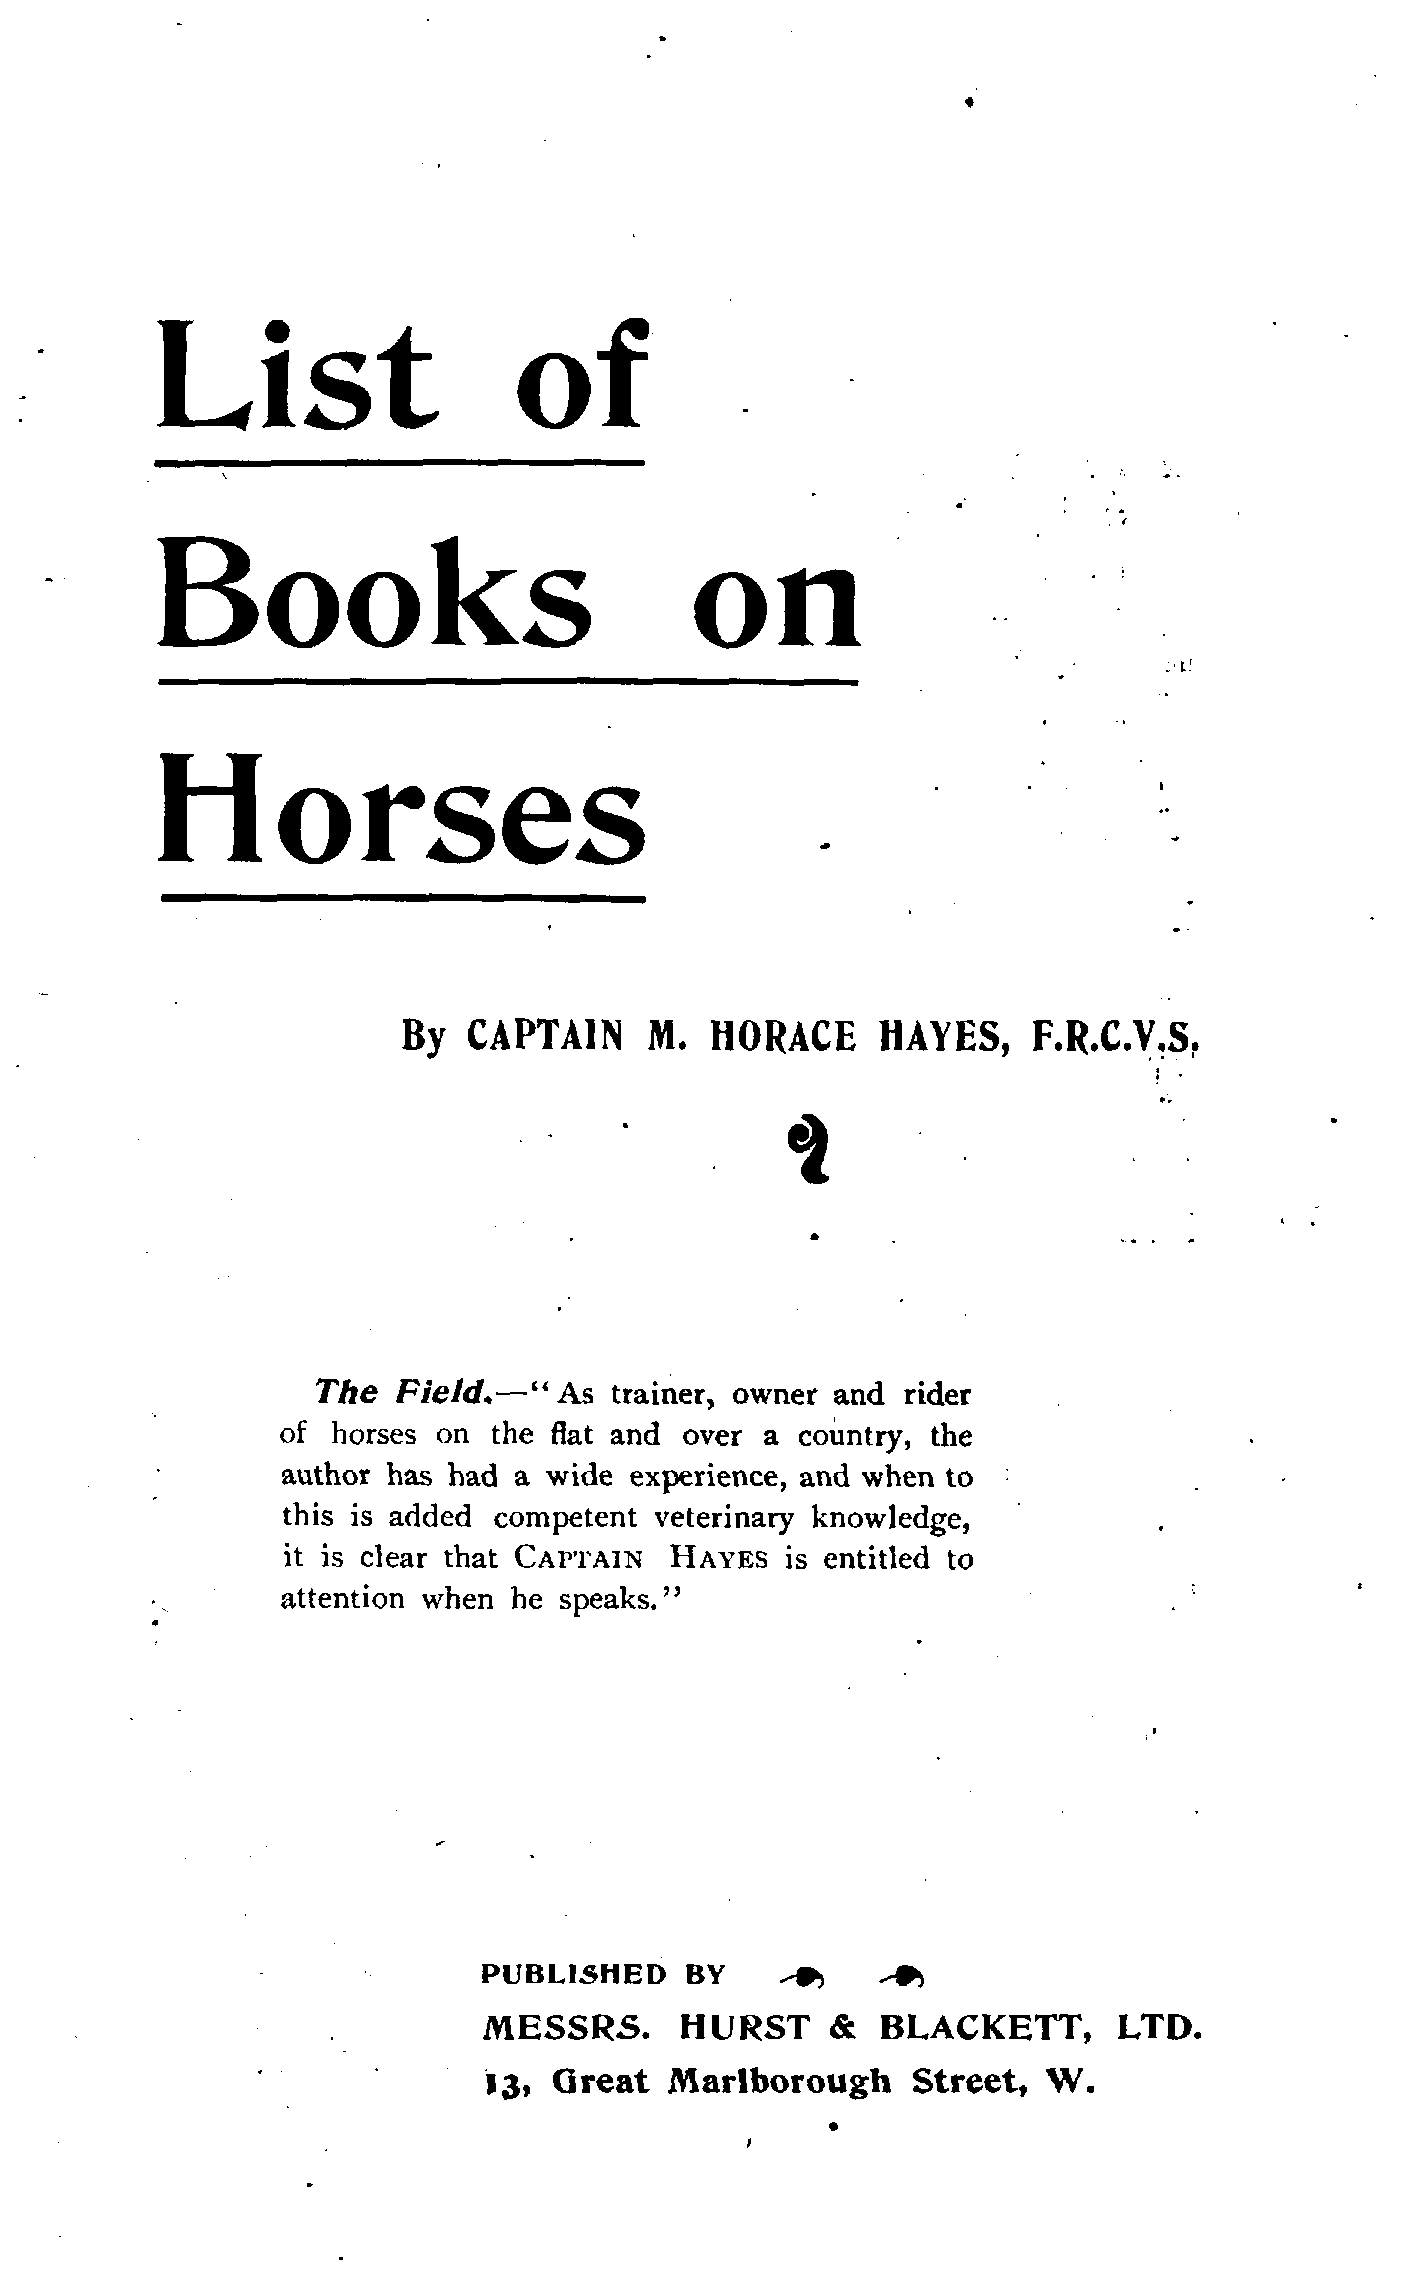 List of
Books on
Horses
By CAPTAIN M. HORACE HAYES, F.R.C.V.S.
The Field.—“As trainer, owner and rider
of horses on the flat and over a country, the
author has had a wide experience, and when to
this is added competent veterinary knowledge,
it is clear that CAPTAIN HAYES is entitled to
attention when he speaks.”
PUBLISHED BY
MESSRS. HURST & BLACKETT, LTD.
13, Great Marlborough Street, W.